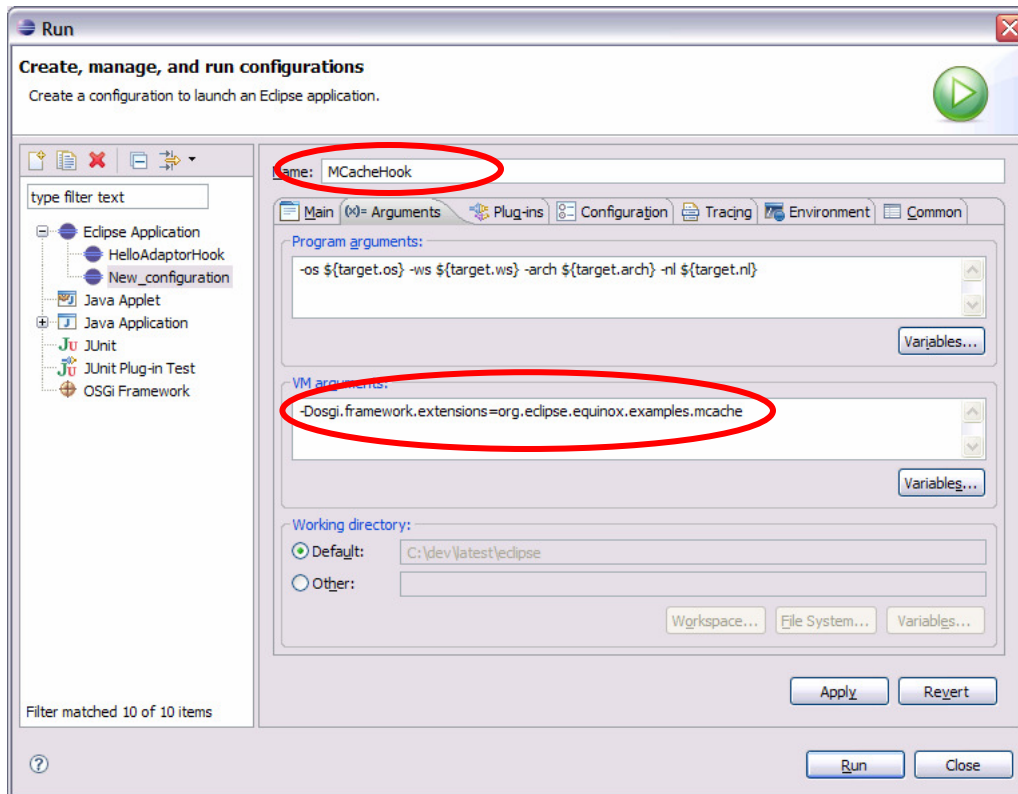 Run
Create, manage, and run configurations
Create a configuration to launch an Eclipse application.
type filter text
Eclipse Application
HelloAdaptorHook
New_configuration
Java Applet
Java Application
JUnit
JUnit Plug-in Test
OSGi Framework
Filter matched 10 of 10 items
Name: MCacheHook
Main (x)= Arguments Plug-ins Configuration Tracing Environment Common
Program arguments:
-os ${target.os} -ws ${target.ws} -arch ${target.arch} -nl ${target.nl}
Variables...
VM arguments:
-Dosgi.framework.extensions=org.eclipse.equinox.examples.mcache
Variables...
Working directory:
Default: C:\dev\latest\eclipse
Other:
Workspace... File System... Variables...
Apply Revert
Run Close